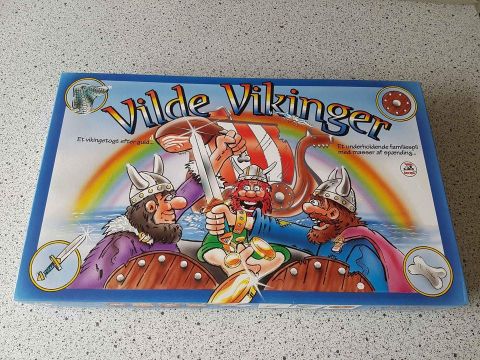 Vilde Vikinger
Et vikingetogt efter guld...
Et underholdende familiespil
med masser af spænding...